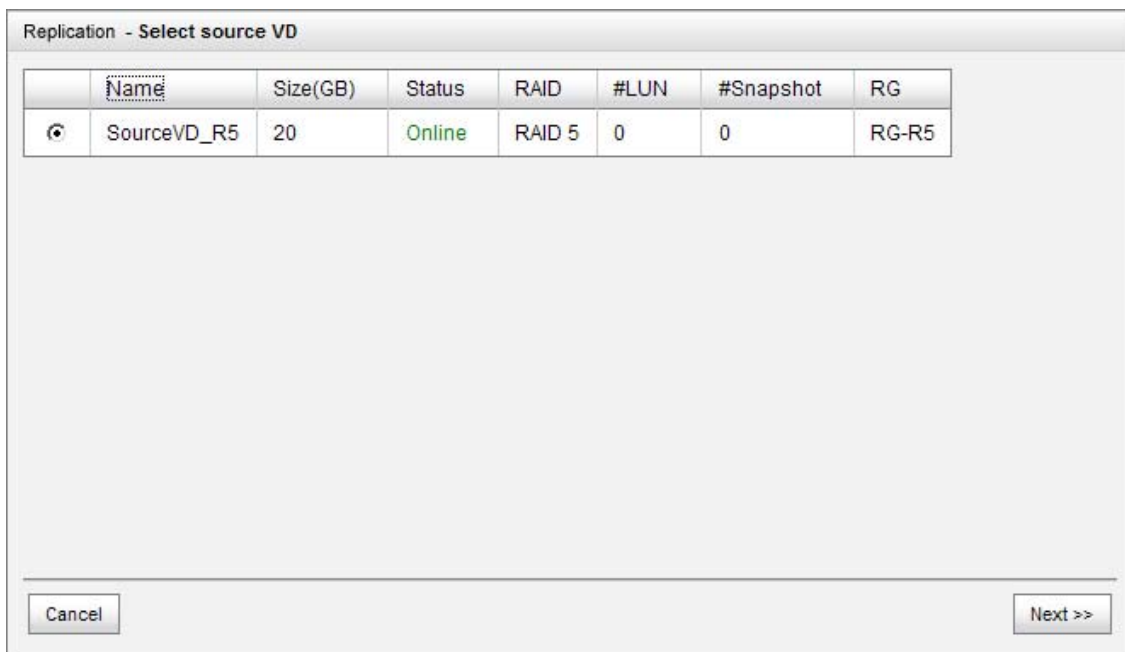 Replication - Select source VD
Name Size(GB) Status RAID #LUN #Snapshot RG
SourceVD_R5 20 Online RAID 5 0 0 RG-R5
Cancel Next >>